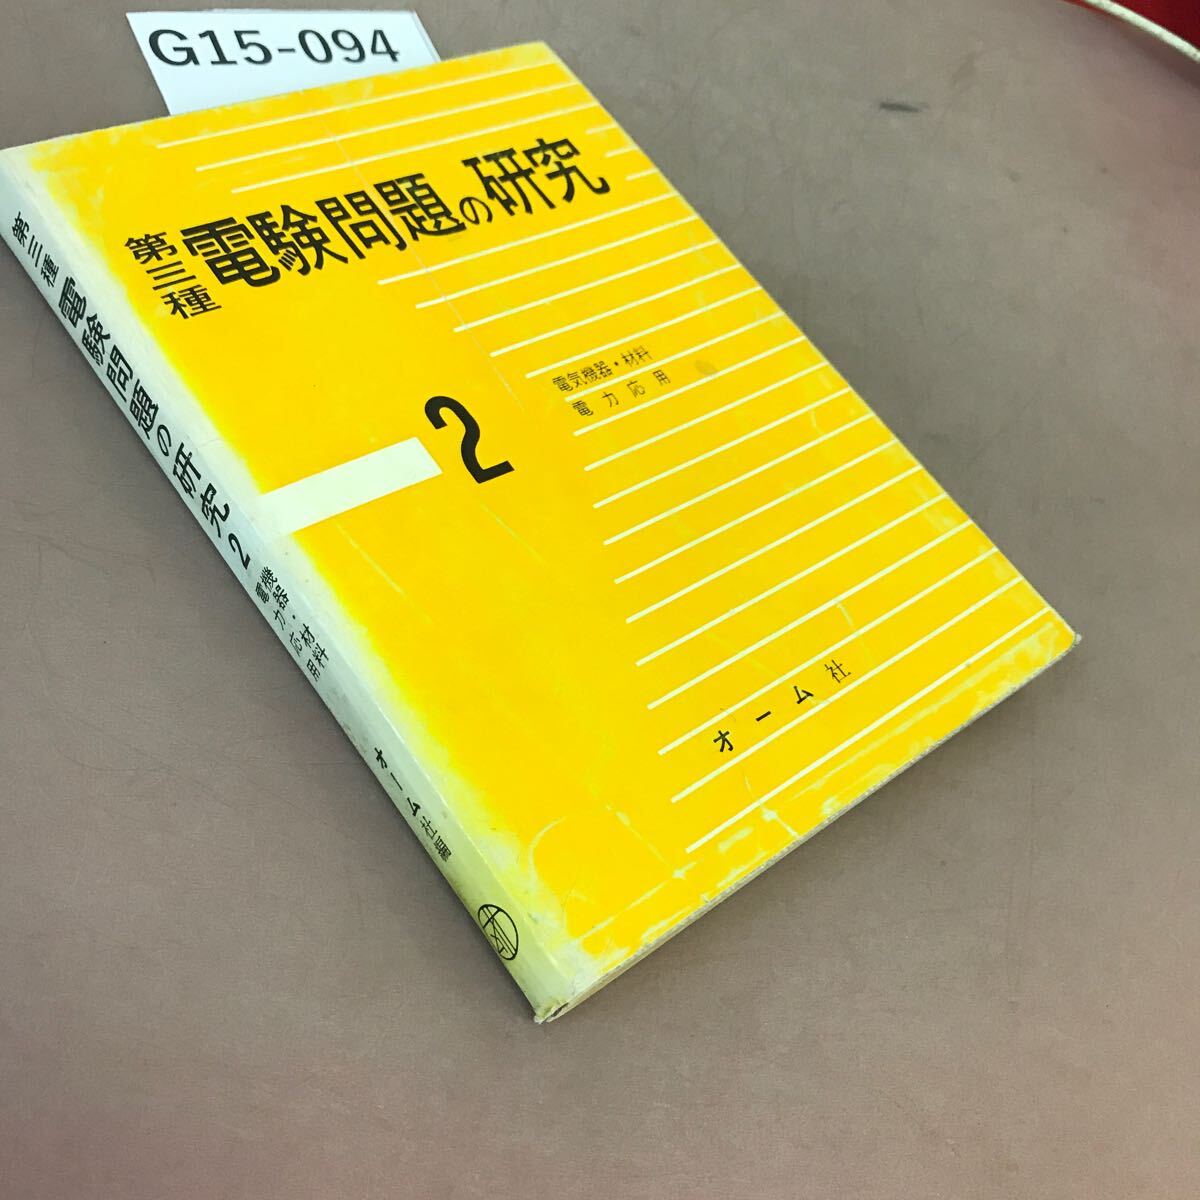 G15-094
第三種
電験問題の研究
2
電気機器・材料
電力応用
オーム社
第三種
電験問題の研究 2
機器・材料
電力応用
オーム社編